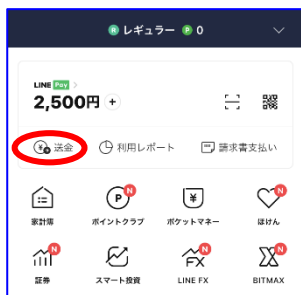 R レギュラー P 0
LINE Pay >
2,500円 +
送金 利用レポート 請求書支払い
N N N
家計簿 ポイントクラブ ポケットマネー ほけん
N N N
証券 スマート投資 LINE FX BITMAX